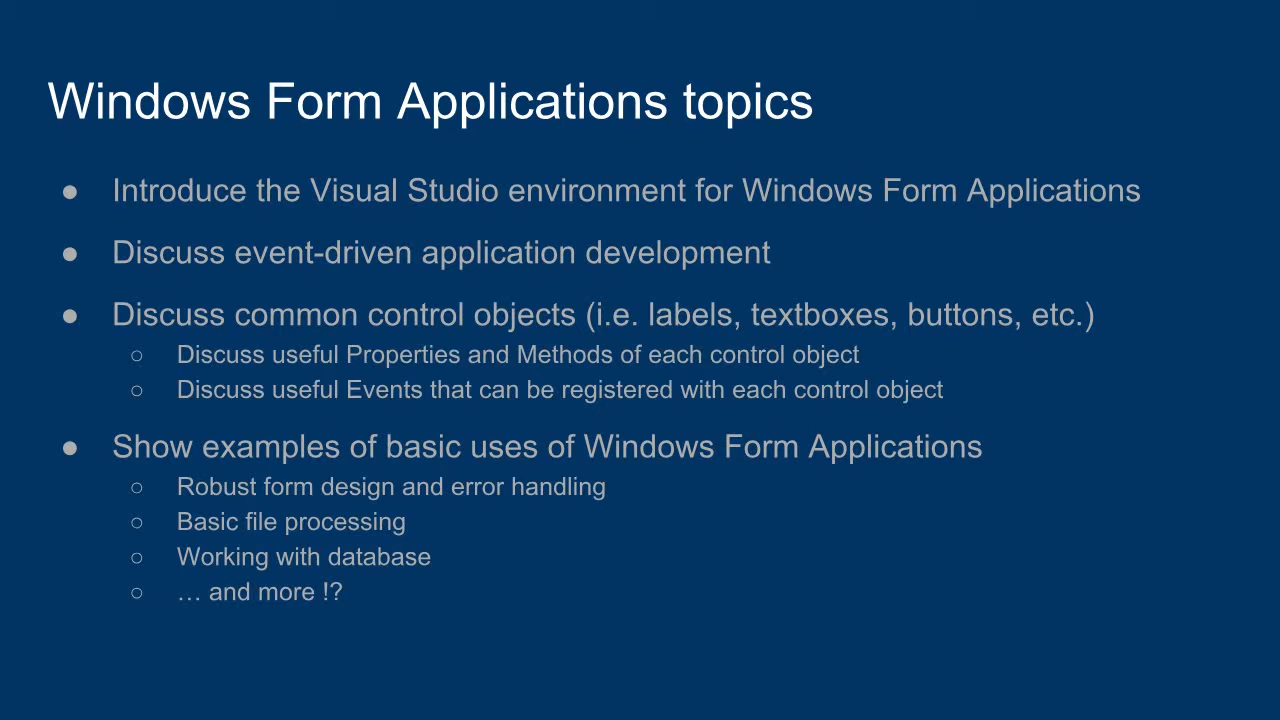 Windows Form Applications topics
● Introduce the Visual Studio environment for Windows Form Applications
● Discuss event-driven application development
● Discuss common control objects (i.e. labels, textboxes, buttons, etc.)
○ Discuss useful Properties and Methods of each control object
○ Discuss useful Events that can be registered with each control object
● Show examples of basic uses of Windows Form Applications
○ Robust form design and error handling
○ Basic file processing
○ Working with database
○ … and more !?